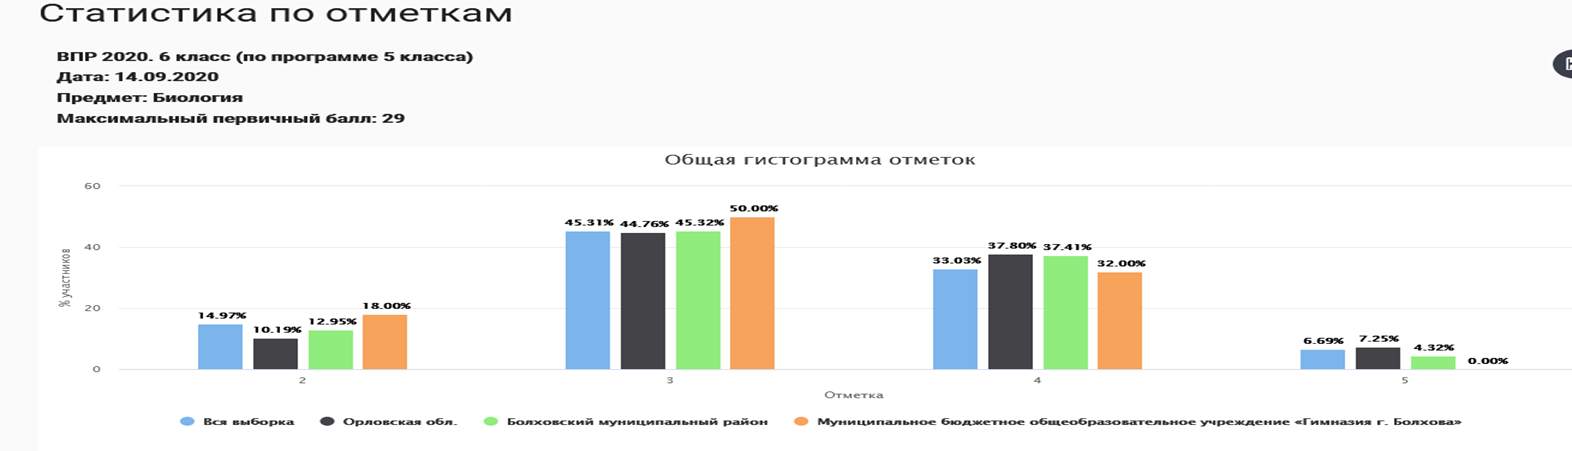 Статистика по отметкам
ВПР 2020. 6 класс (по программе 5 класса)
Дата: 14.09.2020
Предмет: Биология
Максимальный первичный балл: 29
Общая гистограмма отметок
% участников
60
40
20
0
14.97% 10.19% 12.95% 18.00%
45.31% 44.76% 45.32% 50.00%
33.03% 37.80% 37.41% 32.00%
6.69% 7.25% 4.32% 0.00%
2 3 4 5
Отметка
Вся выборка Орловская обл. Болховский муниципальный район Муниципальное бюджетное общеобразовательное учреждение «Гимназия г. Болхова»